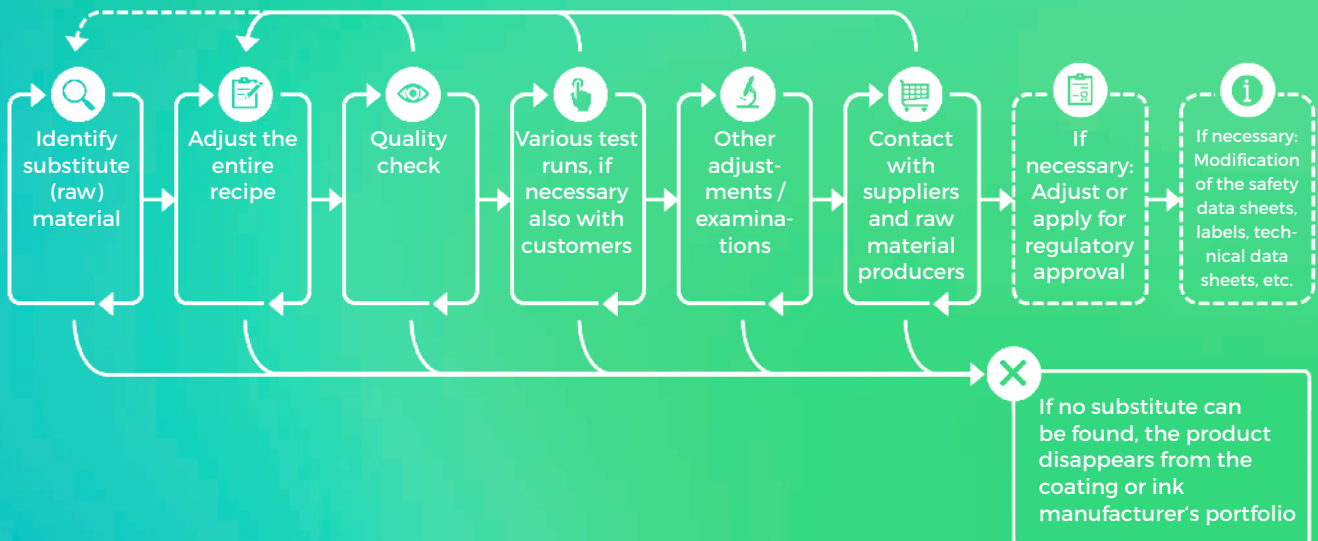 Identify
substitute
(raw)
material
Adjust the
entire
recipe
Quality
check
Various test
runs, if
necessary
also with
customers
Other
adjust-
ments /
examina-
tions
Contact
with
suppliers
and raw
material
producers
If
necessary:
Adjust or
apply for
regulatory
approval
If necessary:
Modification
of the safety
data sheets,
labels, tech-
nical data
sheets, etc.
If no substitute can
be found, the product
disappears from the
coating or ink
manufacturer‘s portfolio